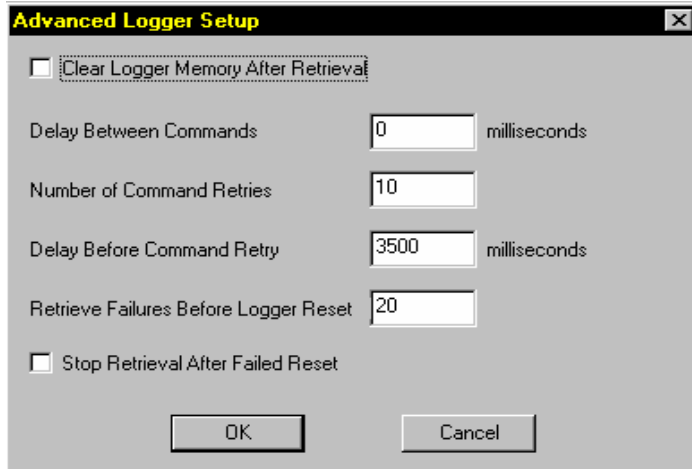 Advanced Logger Setup
Clear Logger Memory After Retrieval
Delay Between Commands 0 milliseconds
Number of Command Retries 10
Delay Before Command Retry 3500 milliseconds
Retrieve Failures Before Logger Reset 20
Stop Retrieval After Failed Reset
OK Cancel